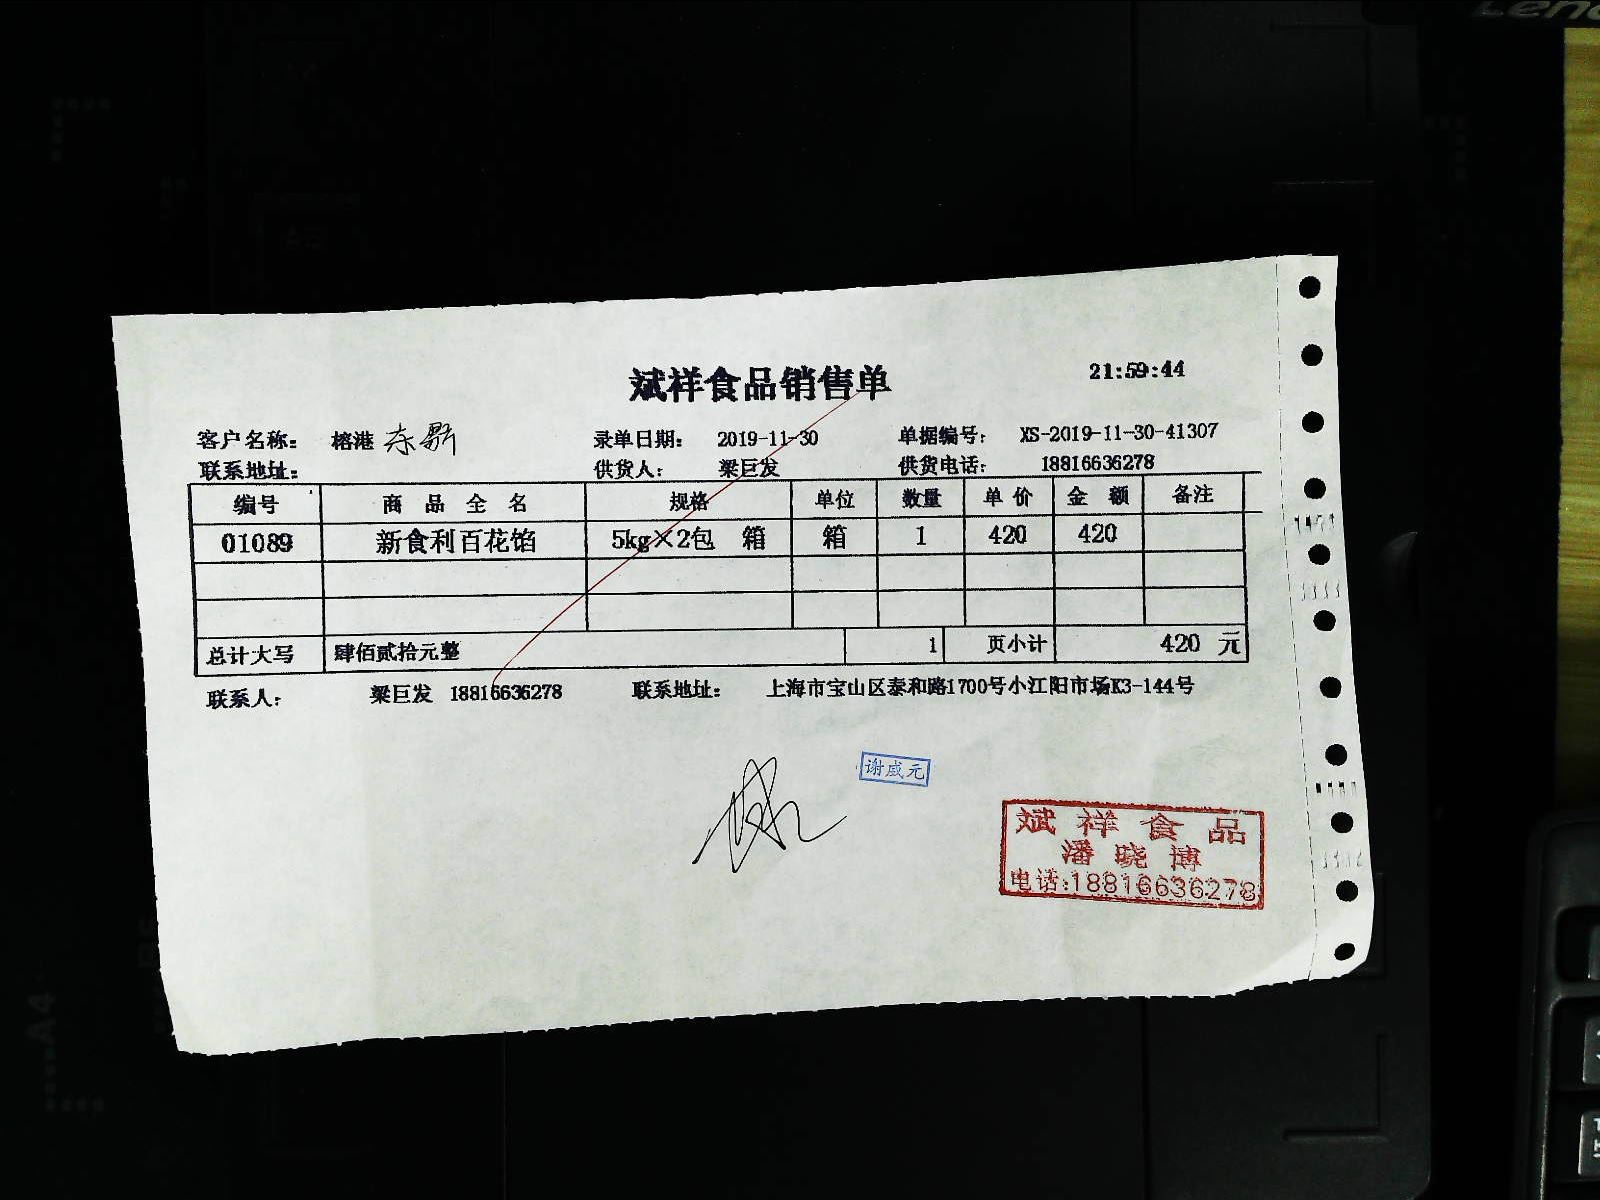 斌祥食品销售单 21:59:44
客户名称: 榕港 录单日期: 2019-11-30 单据编号: XS-2019-11-30-41307
联系地址: 供货人: 梁巨发 供货电话: 18816636278
编号 商品全名 规格 单位 数量 单价 金额 备注
01089 新食利百花馅 5kg×2包 箱 箱 1 420 420
总计大写 肆佰贰拾元整 1 页小计 420 元
联系人: 梁巨发 18816636278 联系地址: 上海市宝山区泰和路1700号小江阳市场K3-144号
谢威元
斌祥食品
潘晓博
电话:18816636278
A4